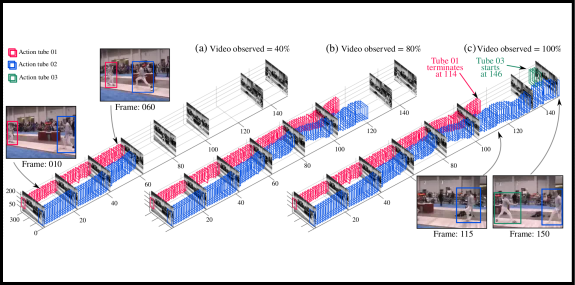 Action tube 01
Action tube 02
Action tube 03
(a) Video observed = 40%
(b) Video observed = 80%
(c) Video observed = 100%
Tube 01
terminates
at 114
Tube 03
starts
at 146
Frame: 060
Frame: 010
Frame: 115
Frame: 150
200
50
300
0
20
40
60
80
100
120
140
20
40
60
80
100
120
140
20
40
60
80
100
120
140